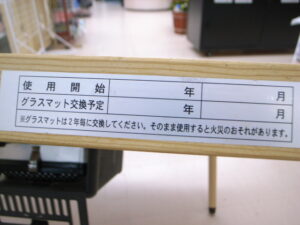 使用開始 年 月
グラスマット交換予定 年 月
※グラスマットは2年毎に交換してください。そのまま使用すると火災のおそれがあります。